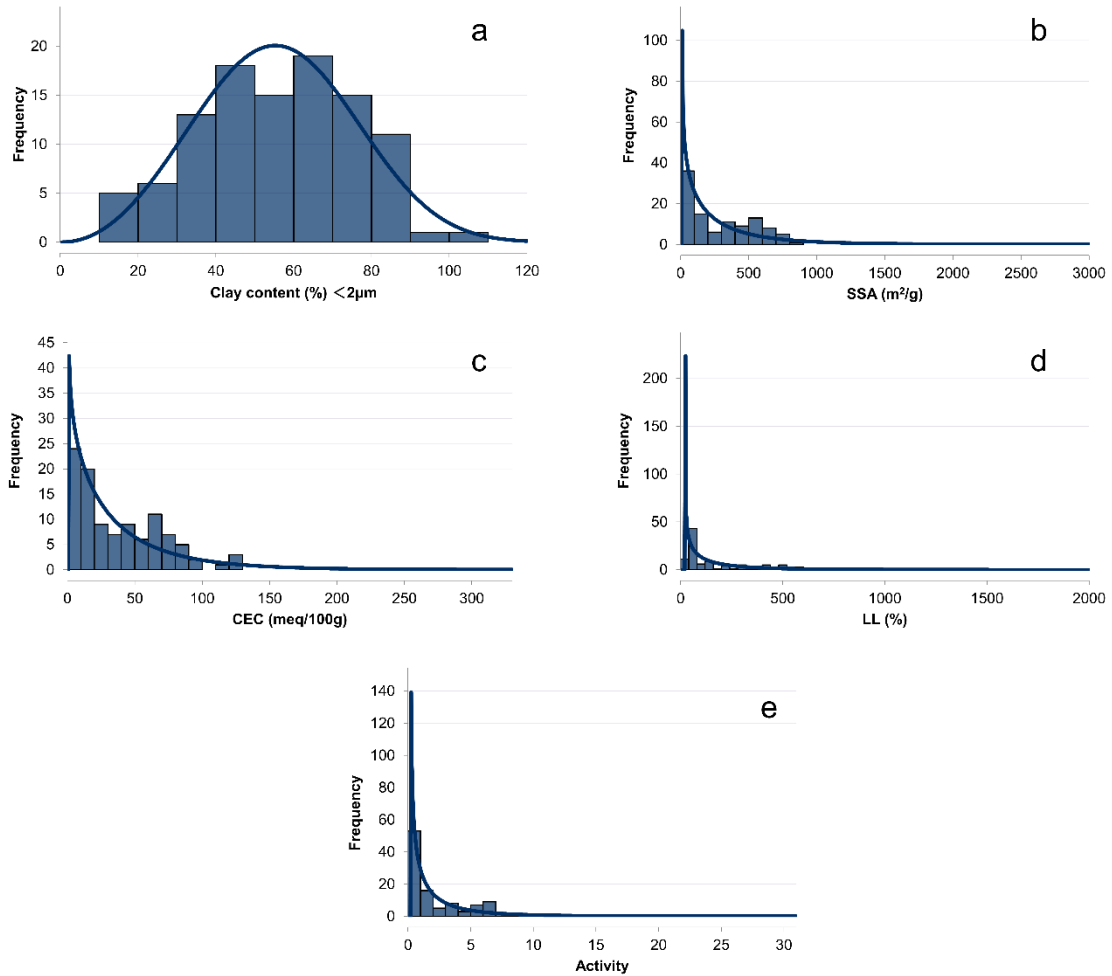 a
Frequency
20
15
10
5
0
0 20 40 60 80 100 120
Clay content (%) ＜2μm
b
Frequency
100
80
60
40
20
0
0 500 1000 1500 2000 2500 3000
SSA (m²/g)
c
Frequency
45
40
35
30
25
20
15
10
5
0
0 50 100 150 200 250 300
CEC (meq/100g)
d
Frequency
200
150
100
50
0
0 500 1000 1500 2000
LL (%)
e
Frequency
140
120
100
80
60
40
20
0
0 5 10 15 20 25 30
Activity